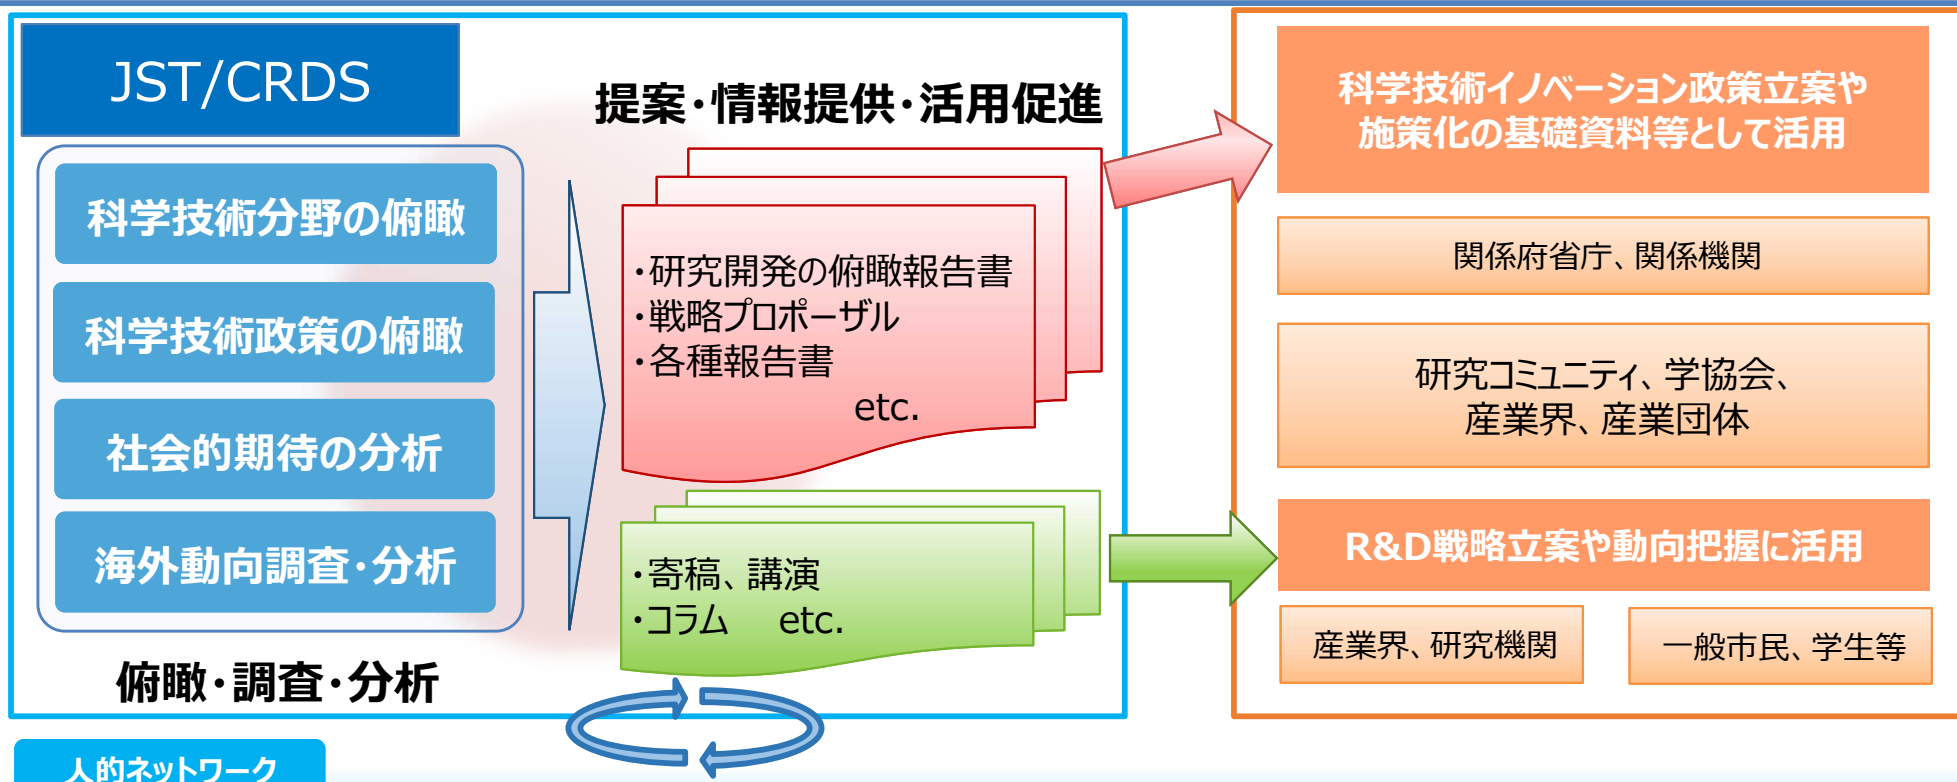 JST/CRDS
科学技術分野の俯瞰
科学技術政策の俯瞰
社会的期待の分析
海外動向調査・分析
俯瞰・調査・分析
提案・情報提供・活用促進
・研究開発の俯瞰報告書
・戦略プロポーザル
・各種報告書
etc.
・寄稿、講演
・コラム etc.
科学技術イノベーション政策立案や
施策化の基礎資料等として活用
関係府省庁、関係機関
研究コミュニティ、学協会、
産業界、産業団体
R&D戦略立案や動向把握に活用
産業界、研究機関
一般市民、学生等
人的ネットワーク